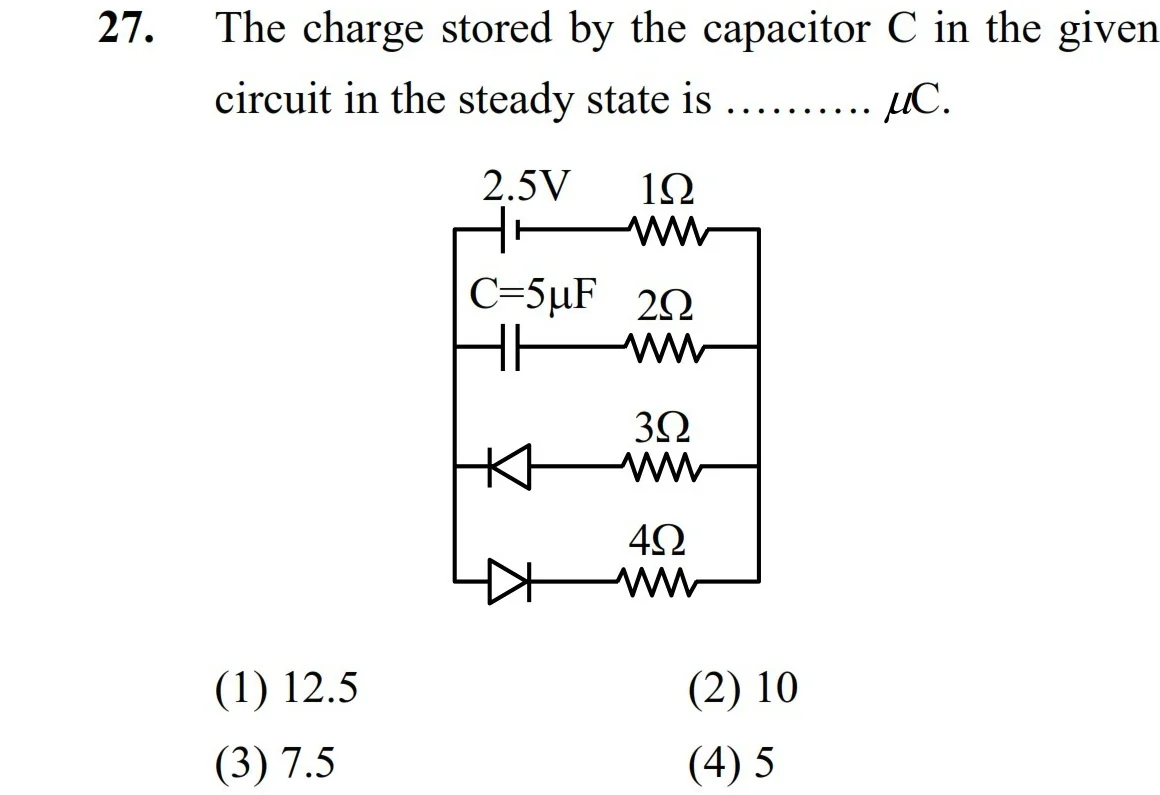 27. The charge stored by the capacitor C in the given
circuit in the steady state is .......... μC.
2.5V 1Ω
C=5μF 2Ω
3Ω
4Ω
(1) 12.5 (2) 10
(3) 7.5 (4) 5